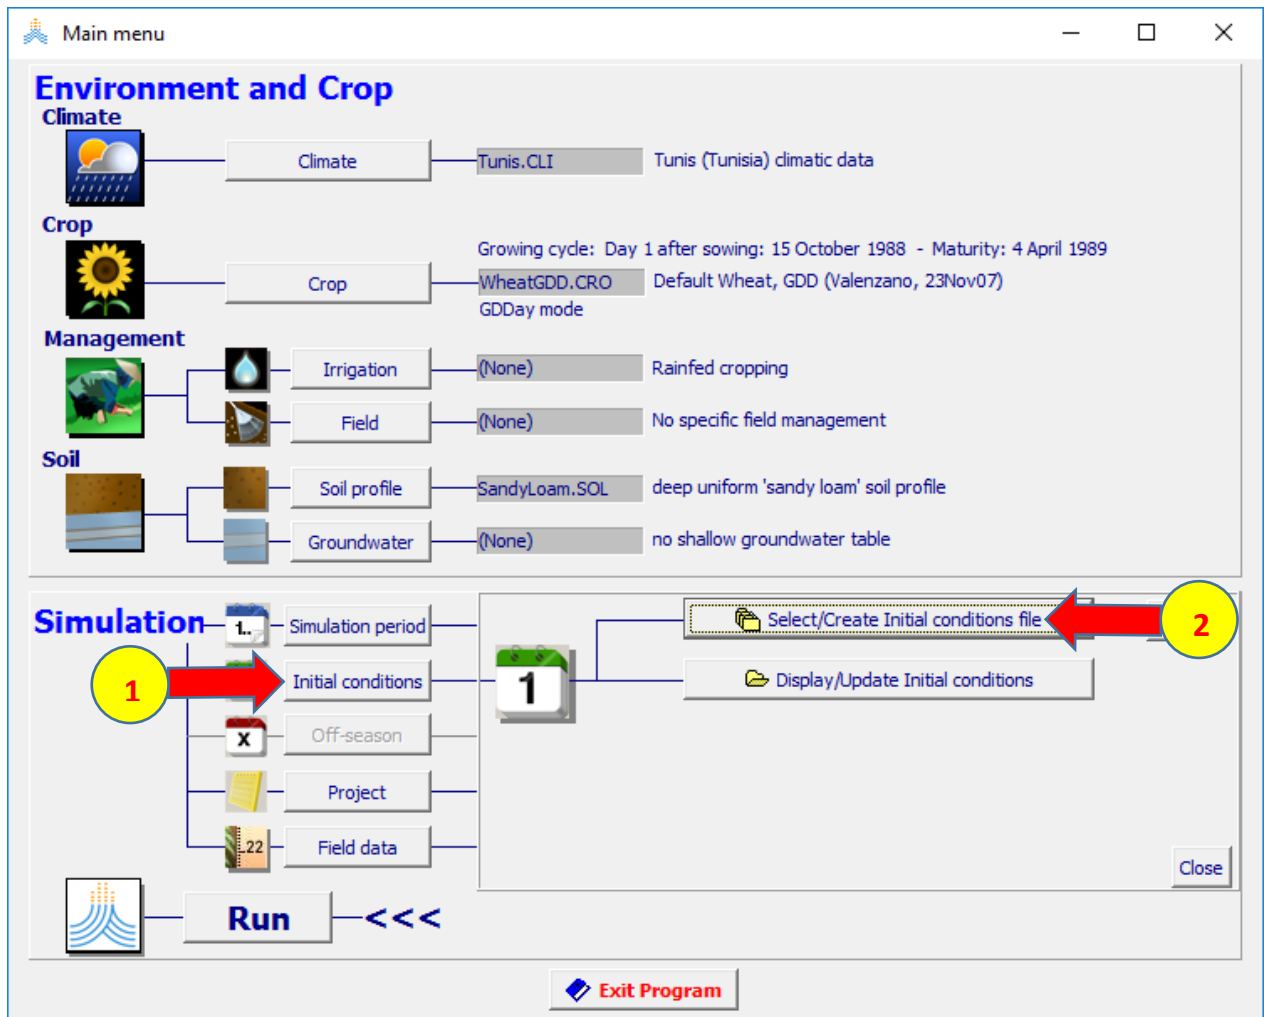 Main menu
Environment and Crop
Climate
Climate
Tunis.CLI
Tunis (Tunisia) climatic data
Crop
Growing cycle: Day 1 after sowing: 15 October 1988 - Maturity: 4 April 1989
Crop
WheatGDD.CRO
Default Wheat, GDD (Valenzano, 23Nov07)
GDDay mode
Management
Irrigation
(None)
Rainfed cropping
Field
(None)
No specific field management
Soil
Soil profile
SandyLoam.SOL
deep uniform 'sandy loam' soil profile
Groundwater
(None)
no shallow groundwater table
Simulation
1..
Simulation period
Select/Create Initial conditions file
2
1
Initial conditions
1
Display/Update Initial conditions
X
Off-season
Project
22
Field data
Close
Run
<<<
Exit Program